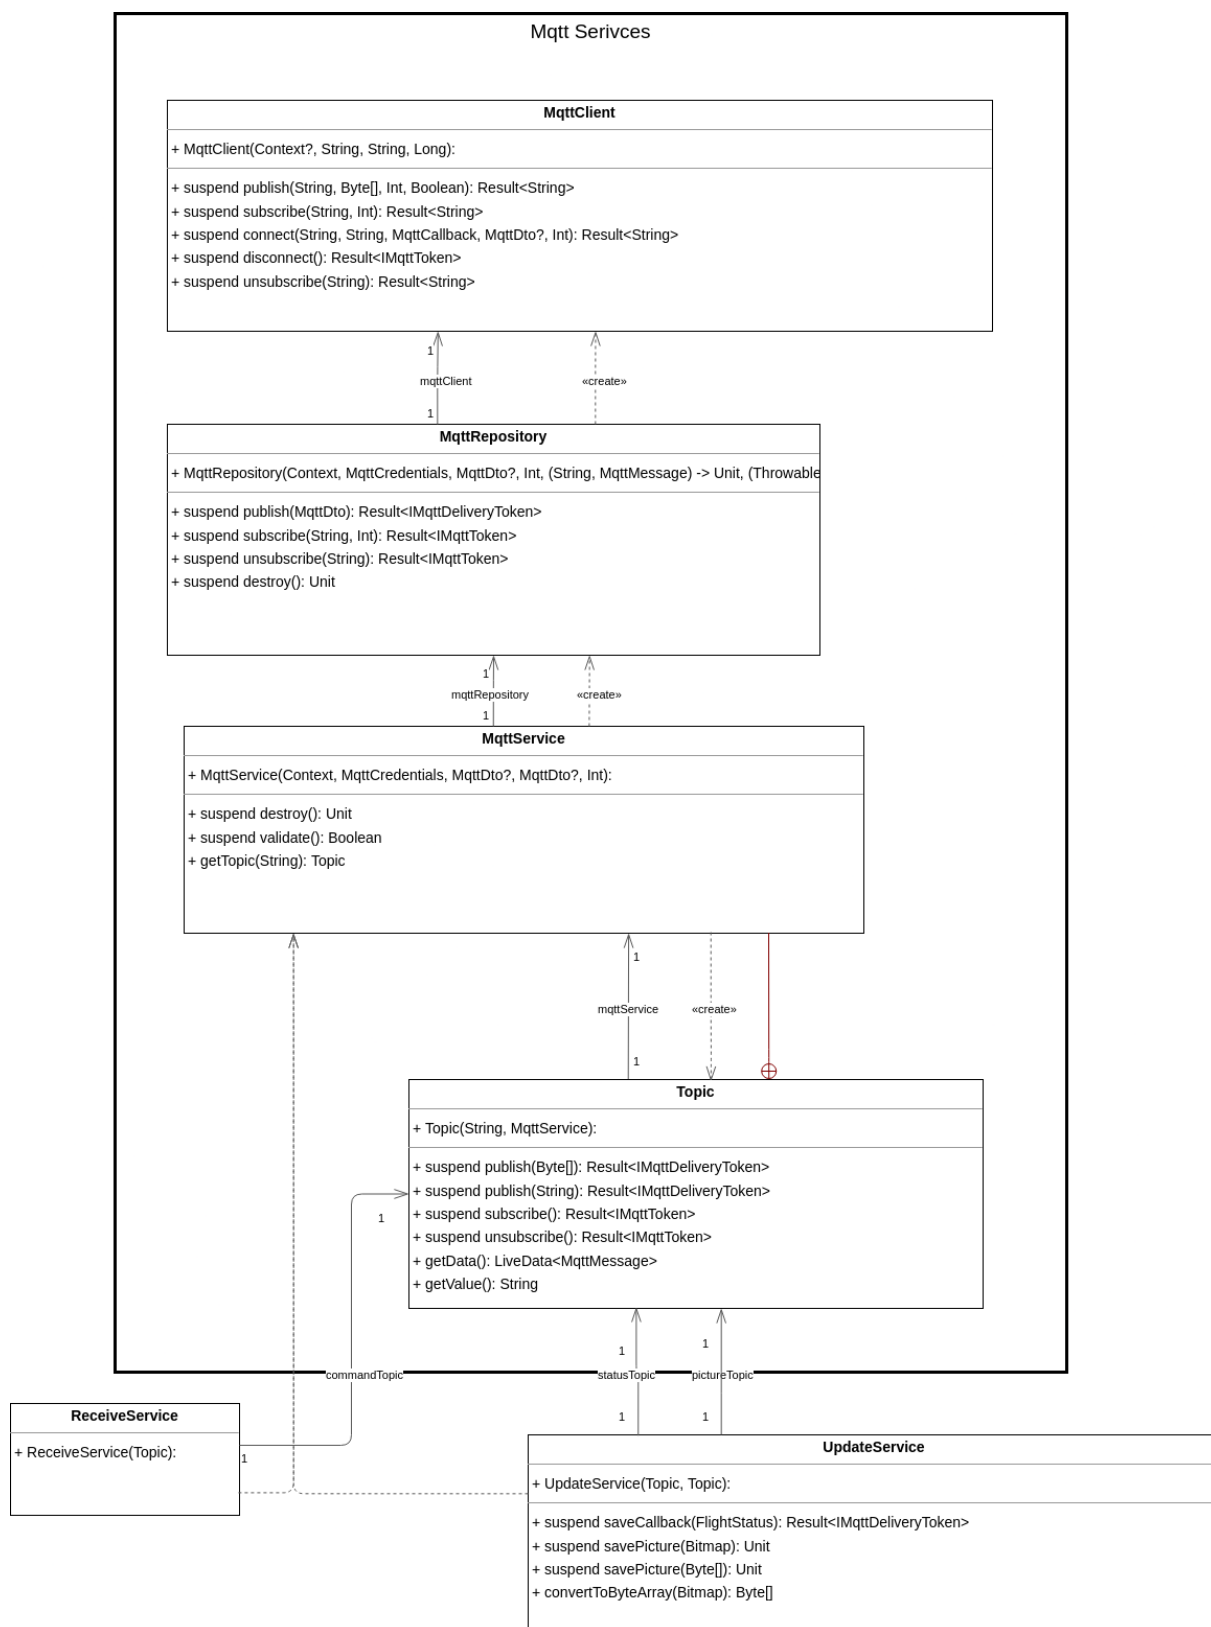 Mqtt Serivces
MqttClient
+ MqttClient(Context?, String, String, Long):
+ suspend publish(String, Byte[], Int, Boolean): Result<String>
+ suspend subscribe(String, Int): Result<String>
+ suspend connect(String, String, MqttCallback, MqttDto?, Int): Result<String>
+ suspend disconnect(): Result<IMqttToken>
+ suspend unsubscribe(String): Result<String>
1
mqttClient «create»
1
MqttRepository
+ MqttRepository(Context, MqttCredentials, MqttDto?, Int, (String, MqttMessage) -> Unit, (Throwable
+ suspend publish(MqttDto): Result<IMqttDeliveryToken>
+ suspend subscribe(String, Int): Result<IMqttToken>
+ suspend unsubscribe(String): Result<IMqttToken>
+ suspend destroy(): Unit
1
mqttRepository «create»
1
MqttService
+ MqttService(Context, MqttCredentials, MqttDto?, MqttDto?, Int):
+ suspend destroy(): Unit
+ suspend validate(): Boolean
+ getTopic(String): Topic
1
mqttService «create»
1
Topic
+ Topic(String, MqttService):
+ suspend publish(Byte[]): Result<IMqttDeliveryToken>
+ suspend publish(String): Result<IMqttDeliveryToken>
+ suspend subscribe(): Result<IMqttToken>
+ suspend unsubscribe(): Result<IMqttToken>
+ getData(): LiveData<MqttMessage>
+ getValue(): String
1
1 1
commandTopic statusTopic pictureTopic
1 1
ReceiveService
+ ReceiveService(Topic):
1
UpdateService
+ UpdateService(Topic, Topic):
+ suspend saveCallback(FlightStatus): Result<IMqttDeliveryToken>
+ suspend savePicture(Bitmap): Unit
+ suspend savePicture(Byte[]): Unit
+ convertToByteArray(Bitmap): Byte[]